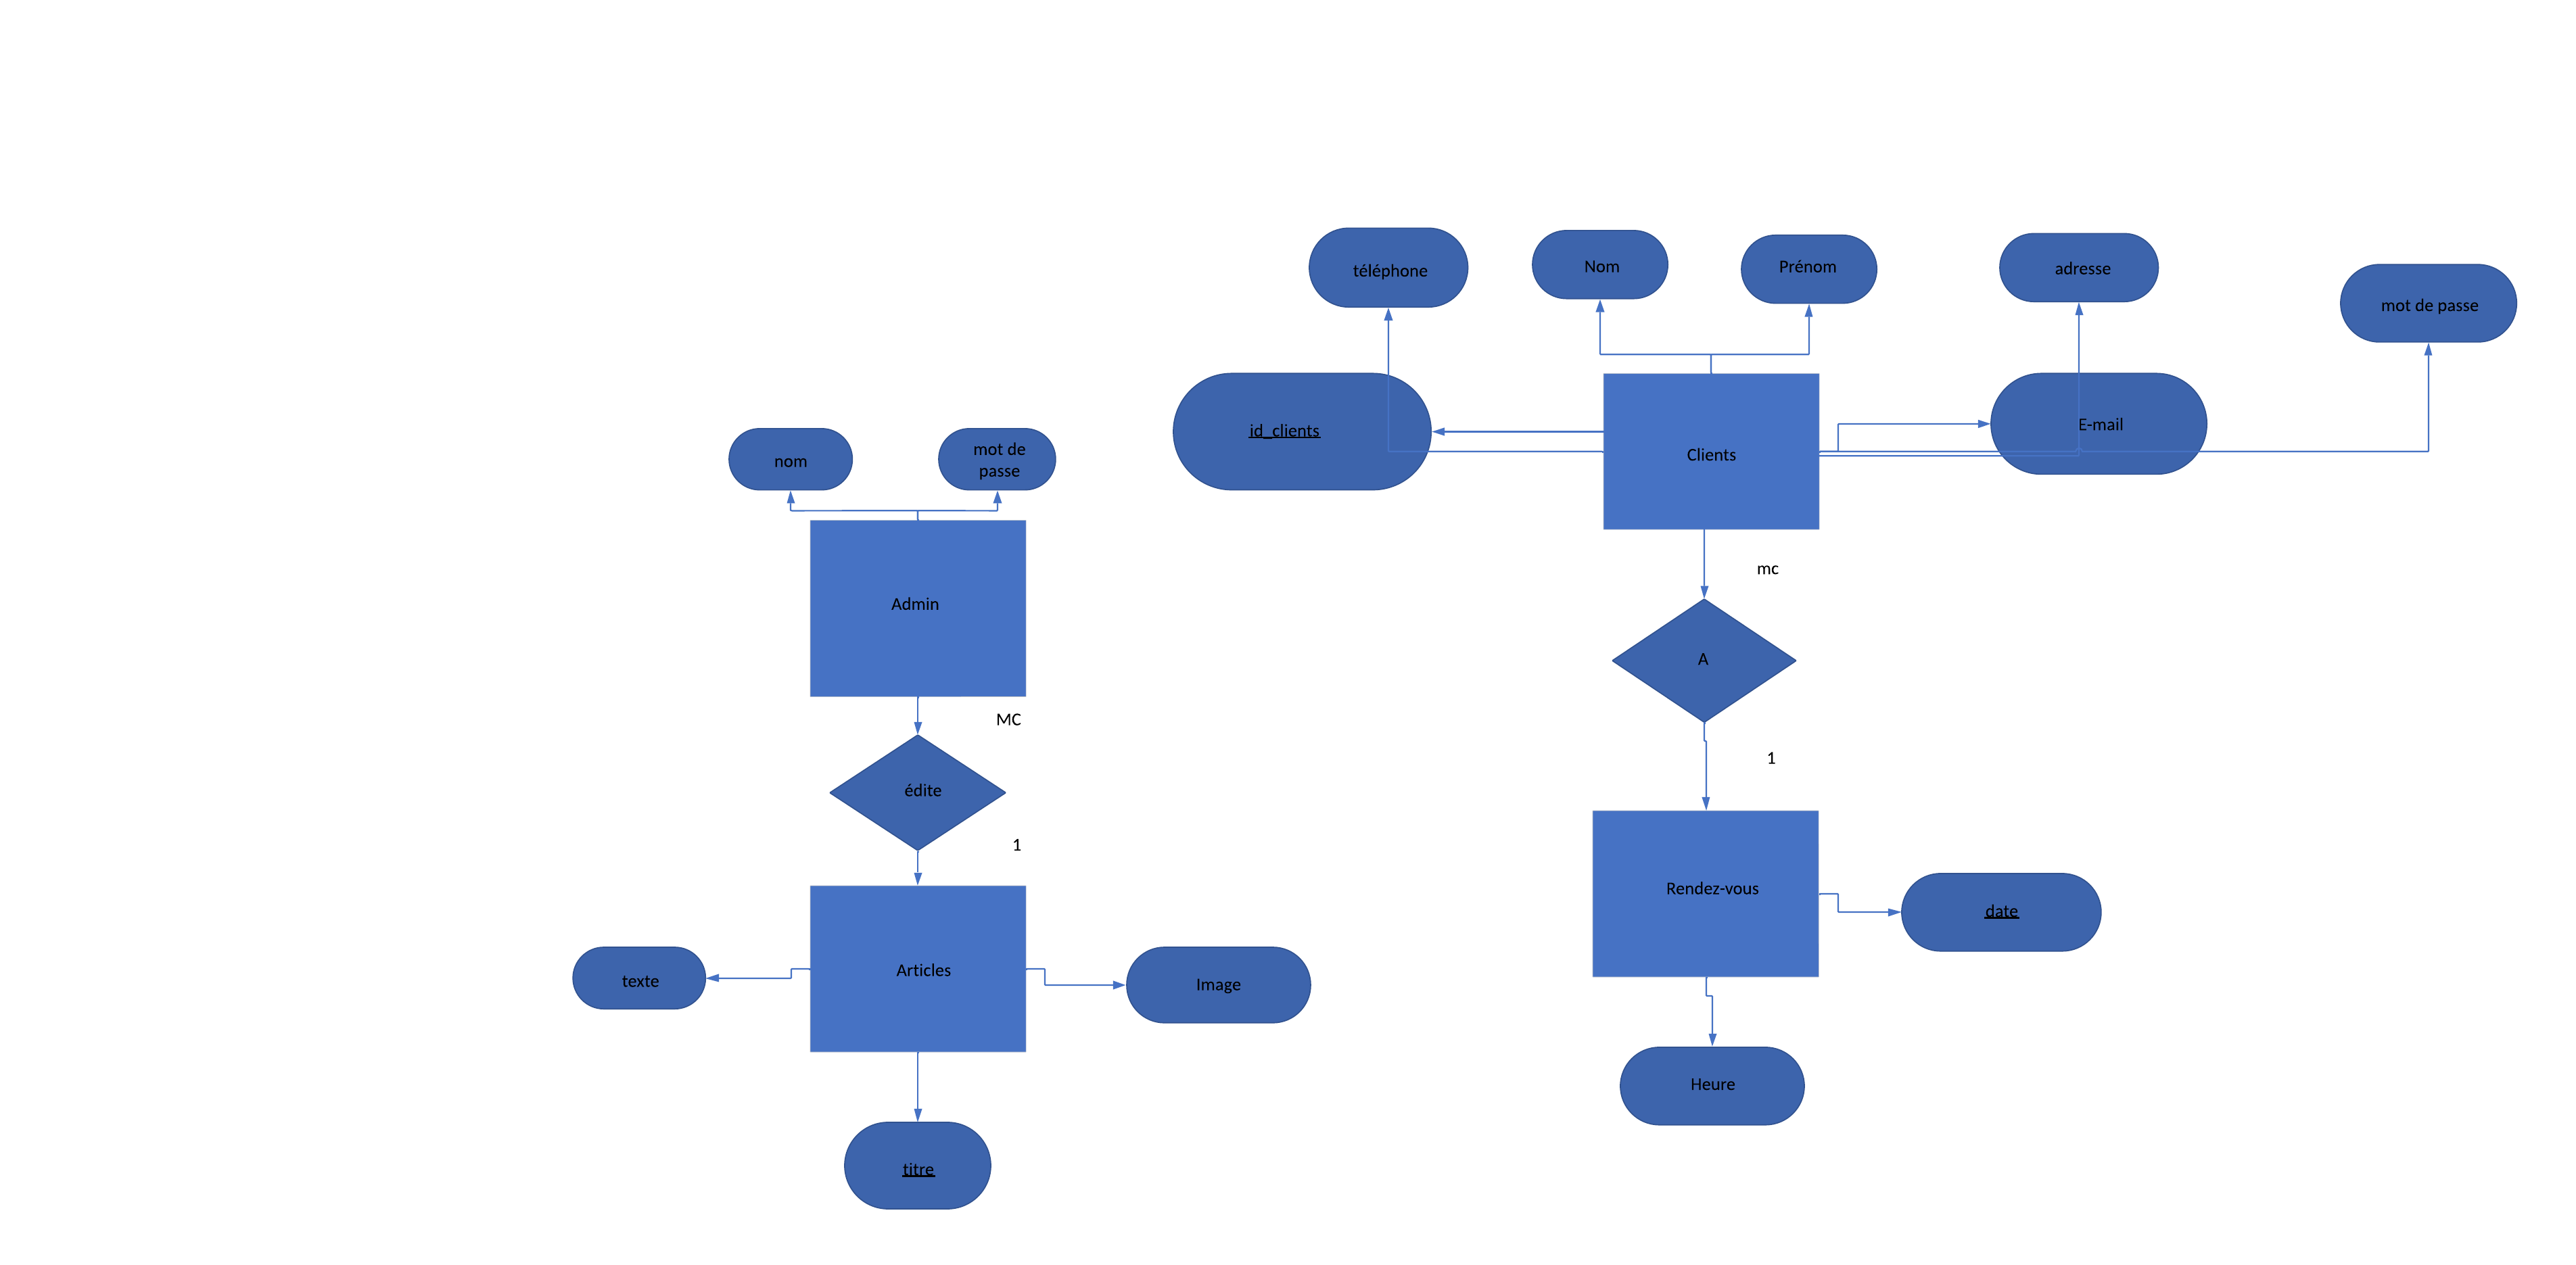 téléphone
Nom
Prénom
adresse
mot de passe
id_clients
Clients
E-mail
nom
mot de
passe
Admin
mc
A
MC
1
édite
1
Rendez-vous
date
Articles
texte
Image
Heure
titre